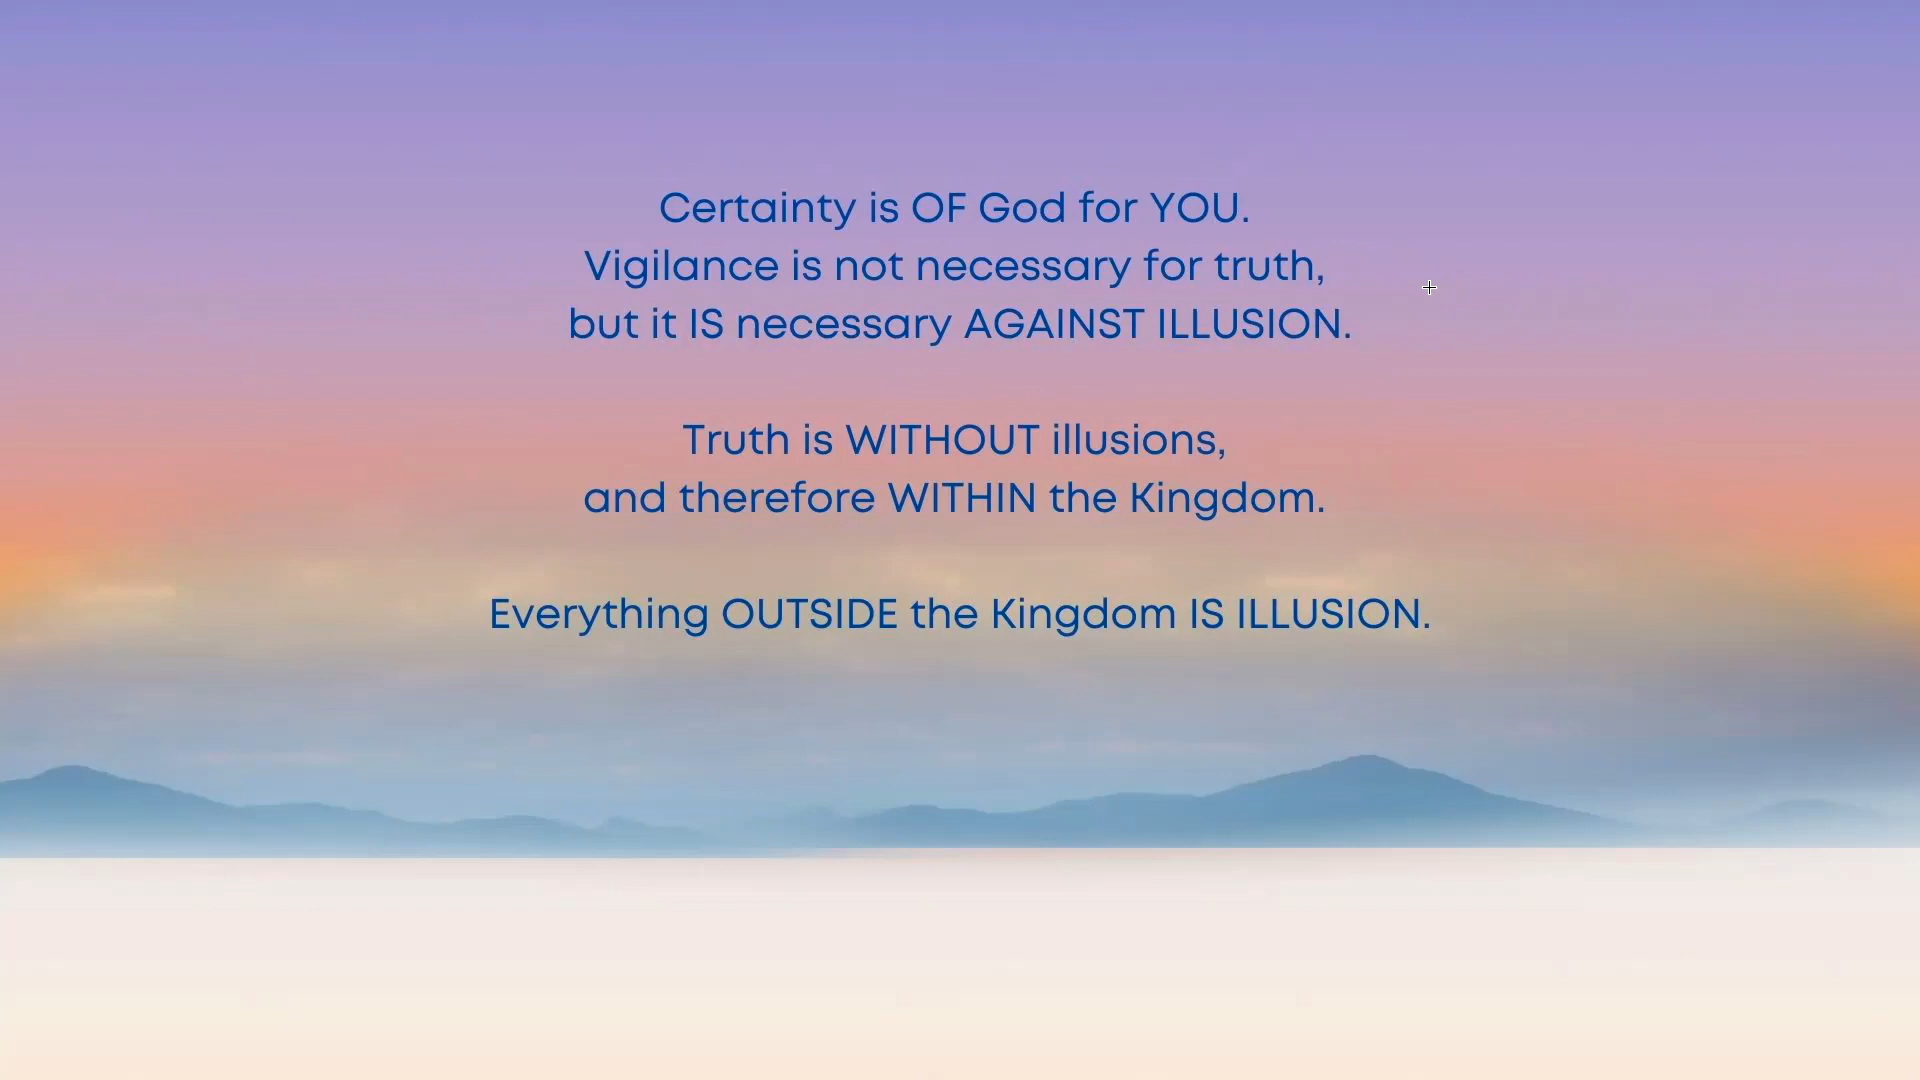 Certainty is OF God for YOU.
Vigilance is not necessary for truth,
but it IS necessary AGAINST ILLUSION.
Truth is WITHOUT illusions,
and therefore WITHIN the Kingdom.
Everything OUTSIDE the Kingdom IS ILLUSION.